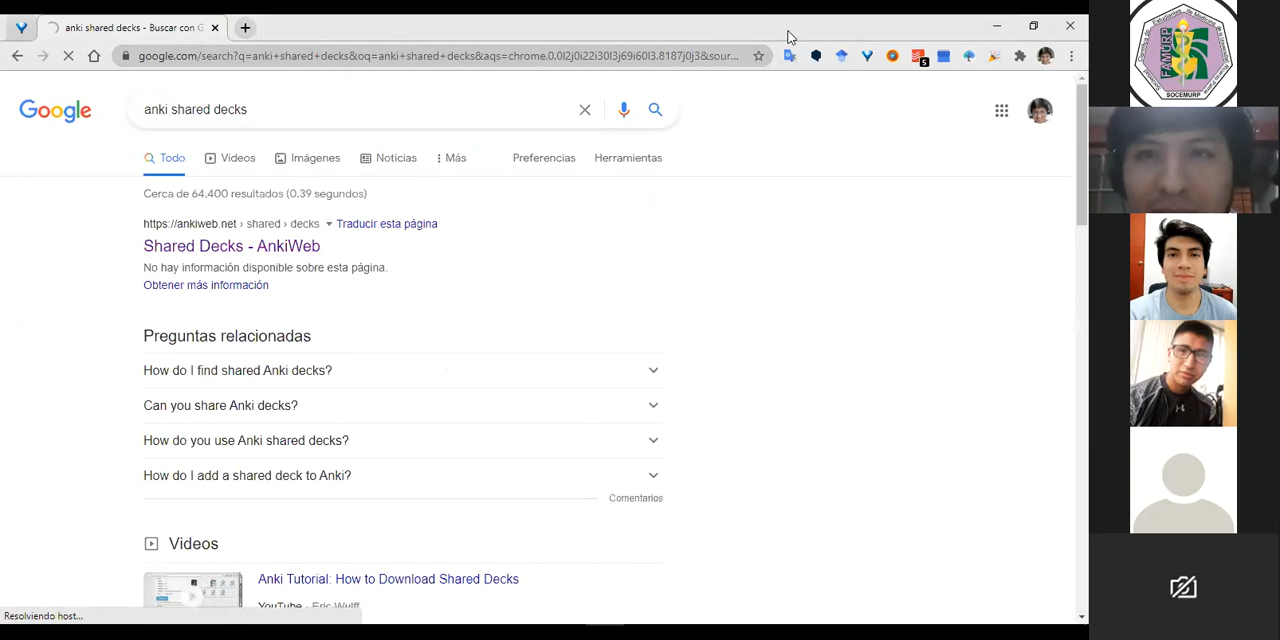 anki shared decks - Buscar con G
google.com/search?q=anki+shared+decks&oq=anki+shared+decks&aqs=chrome.0.0l2j0i22i30l3j69i60l3.8187j0j3&sour...
5
Google
anki shared decks
Todo
Vídeos
Imágenes
Noticias
Más
Preferencias
Herramientas
Cerca de 64,400 resultados (0.39 segundos)
https://ankiweb.net › shared › decks
Traducir esta página
Shared Decks - AnkiWeb
No hay información disponible sobre esta página.
Obtener más información
Preguntas relacionadas
How do I find shared Anki decks?
Can you share Anki decks?
How do you use Anki shared decks?
How do I add a shared deck to Anki?
Comentarios
Videos
Anki Tutorial: How to Download Shared Decks
YouTube · Eric Wulff
Resolviendo host...
FAMURP
SOCEMURP